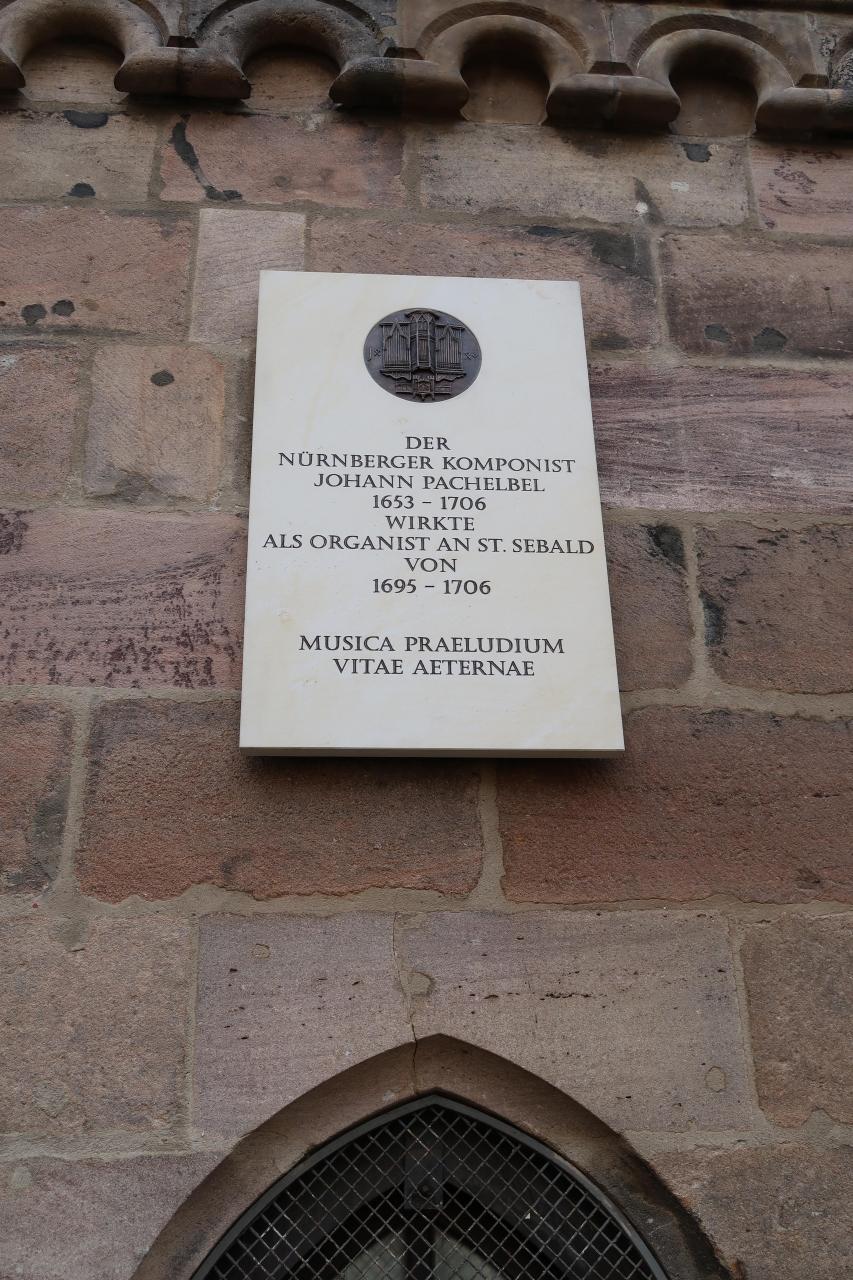 DER
NÜRNBERGER KOMPONIST
JOHANN PACHELBEL
1653 – 1706
WIRKTE
ALS ORGANIST AN ST. SEBALD
VON
1695 – 1706
MUSICA PRAELUDIUM
VITAE AETERNAE